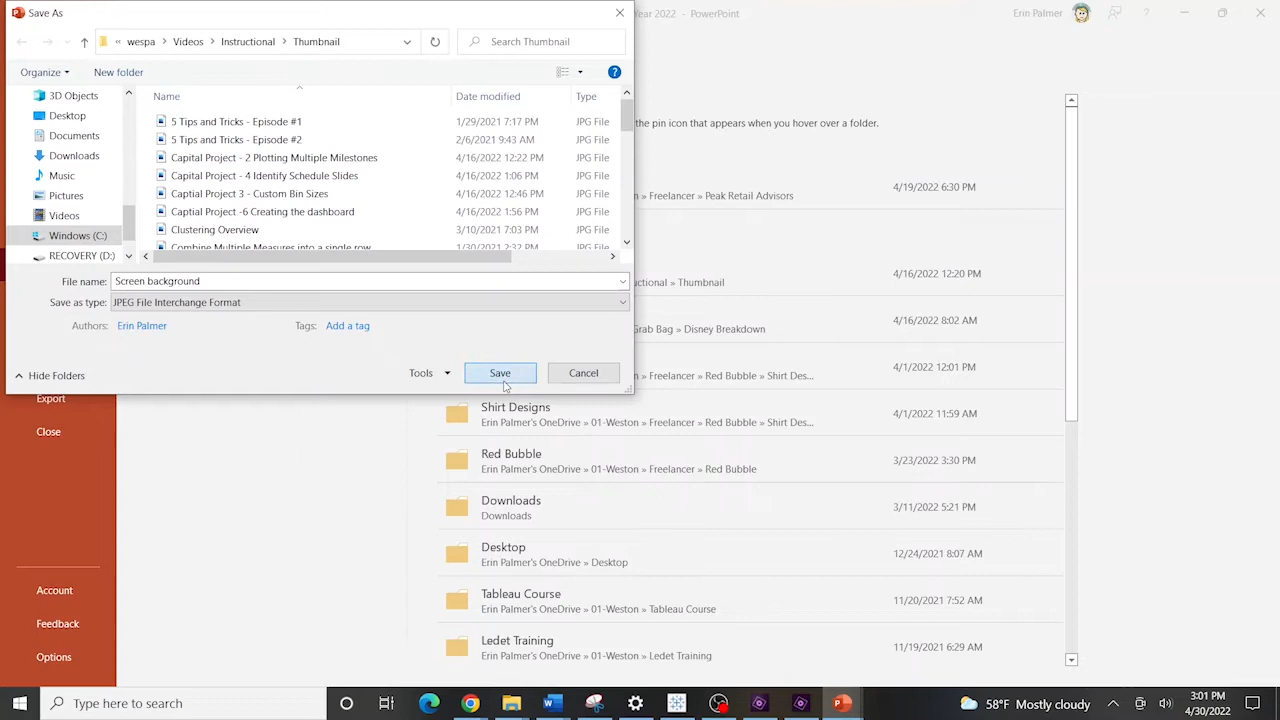 Save As
Year 2022 - PowerPoint
Erin Palmer
?
« wespa > Videos > Instructional > Thumbnail
Search Thumbnail
Organize
New folder
?
3D Objects
Desktop
Documents
Downloads
Music
Pictures
Videos
Windows (C:)
RECOVERY (D:)
Name
Date modified
Type
5 Tips and Tricks - Episode #1
1/29/2021 7:17 PM
JPG File
5 Tips and Tricks - Episode #2
2/6/2021 9:43 AM
JPG File
Capital Project - 2 Plotting Multiple Milestones
4/16/2022 12:22 PM
JPG File
Capital Project - 4 Identify Schedule Slides
4/16/2022 1:06 PM
JPG File
Captial Project 3 - Custom Bin Sizes
4/16/2022 12:46 PM
JPG File
Captial Project -6 Creating the dashboard
4/16/2022 1:56 PM
JPG File
Clustering Overview
3/10/2021 7:03 PM
JPG File
Combine Multiple Measures into a single row
1/30/2021 2:32 PM
JPG File
File name:
Screen background
Save as type:
JPEG File Interchange Format
Authors:
Erin Palmer
Tags:
Add a tag
Hide Folders
Tools
Save
Cancel
the pin icon that appears when you hover over a folder.
n » Freelancer » Peak Retail Advisors
4/19/2022 6:30 PM
uctional » Thumbnail
4/16/2022 12:20 PM
Grab Bag » Disney Breakdown
4/16/2022 8:02 AM
n » Freelancer » Red Bubble » Shirt Des...
4/1/2022 12:01 PM
Shirt Designs
Erin Palmer's OneDrive » 01-Weston » Freelancer » Red Bubble » Shirt Des...
4/1/2022 11:59 AM
Red Bubble
Erin Palmer's OneDrive » 01-Weston » Freelancer » Red Bubble
3/23/2022 3:30 PM
Downloads
Downloads
3/11/2022 5:21 PM
Desktop
Erin Palmer's OneDrive » Desktop
12/24/2021 8:07 AM
Tableau Course
Erin Palmer's OneDrive » 01-Weston » Tableau Course
11/20/2021 7:52 AM
Ledet Training
Erin Palmer's OneDrive » 01-Weston » Ledet Training
11/19/2021 6:29 AM
Export
Close
Account
Feedback
Options
Type here to search
58°F Mostly cloudy
3:01 PM
4/30/2022